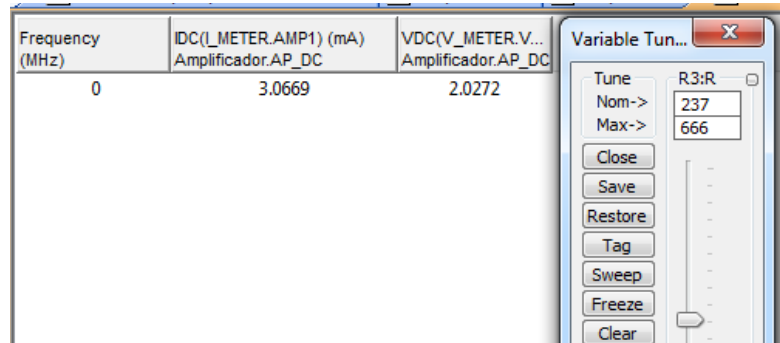 Frequency
(MHz)
IDC(I_METER.AMP1) (mA)
Amplificador.AP_DC
VDC(V_METER.V...
Amplificador.AP_DC
0
3.0669
2.0272
Variable Tun...
Tune
R3:R
Nom->
237
Max->
666
Close
Save
Restore
Tag
Sweep
Freeze
Clear